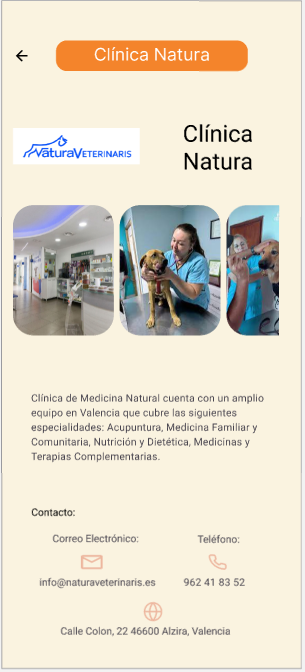 Clínica Natura
NaturaVETERINARIS
Clínica
Natura
Clínica de Medicina Natural cuenta con un amplio
equipo en Valencia que cubre las siguientes
especialidades: Acupuntura, Medicina Familiar y
Comunitaria, Nutrición y Dietética, Medicinas y
Terapias Complementarias.
Contacto:
Correo Electrónico:
Teléfono:
info@naturaveterinaris.es
962 41 83 52
Calle Colon, 22 46600 Alzira, Valencia